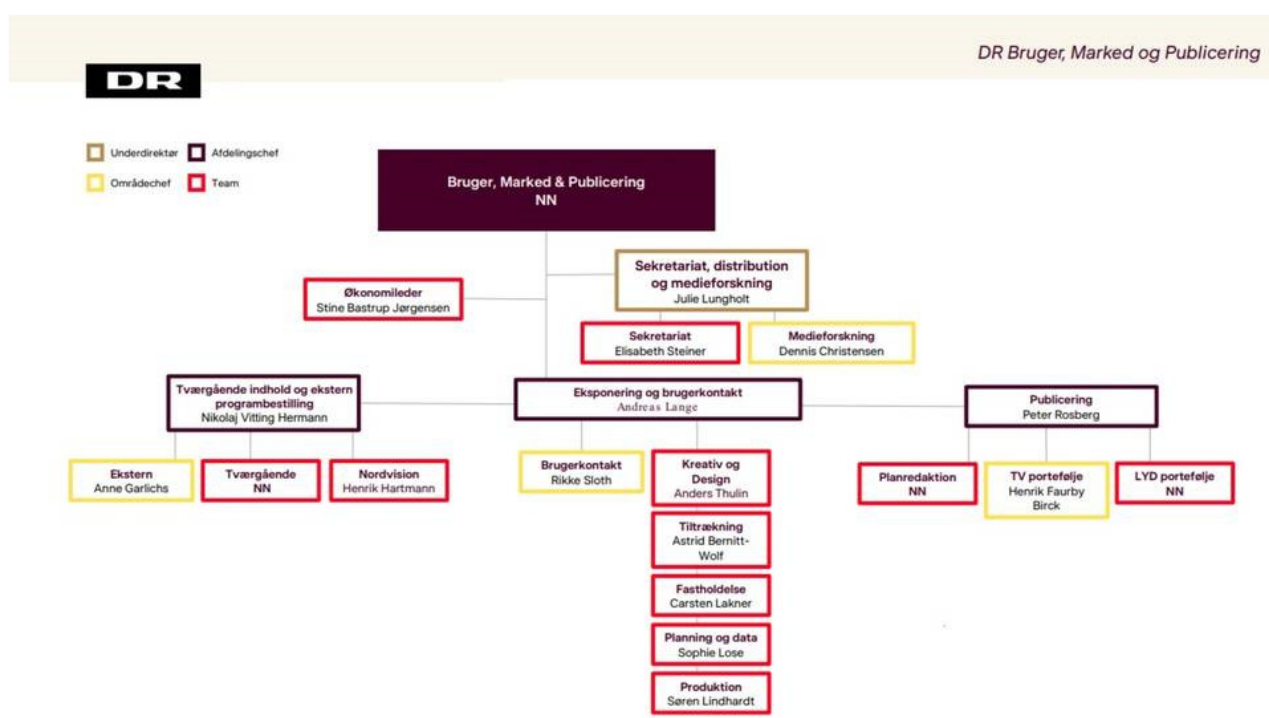 DR Bruger, Marked og Publicering
DR
Underdirektør
Afdelingschef
Områdechef
Team
Bruger, Marked & Publicering
NN
Sekretariat, distribution
og medieforskning
Julie Lungholt
Økonomileder
Stine Bastrup Jørgensen
Sekretariat
Elisabeth Steiner
Medieforskning
Dennis Christensen
Tværgående indhold og ekstern
programbestilling
Nikolaj Vitting Hermann
Eksponering og brugerkontakt
Andreas Lange
Publicering
Peter Rosberg
Ekstern
Anne Garlichs
Tværgående
NN
Nordvision
Henrik Hartmann
Brugerkontakt
Rikke Sloth
Kreativ og
Design
Anders Thulin
Tiltrækning
Astrid Bernitt-
Wolf
Fastholdelse
Carsten Lakner
Planning og data
Sophie Lose
Produktion
Søren Lindhardt
Planredaktion
NN
TV portefølje
Henrik Faurby
Birck
LYD portefølje
NN